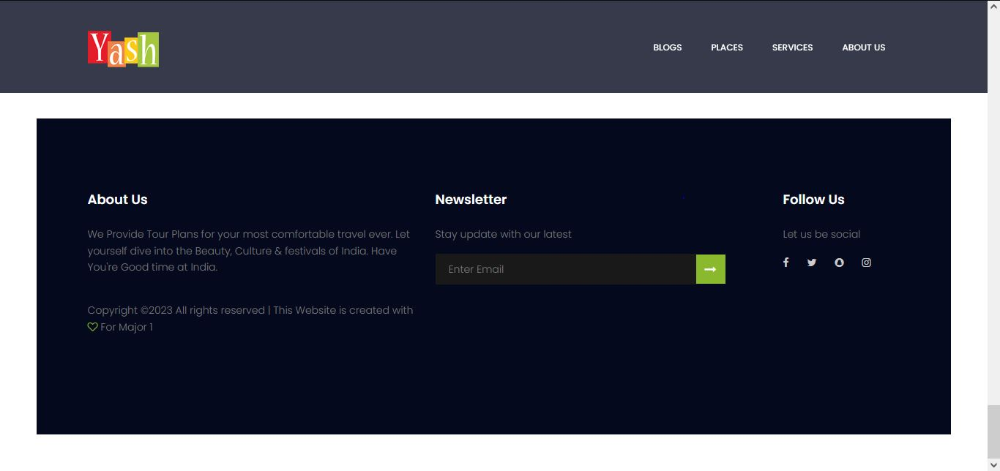 Yash
BLOGS PLACES SERVICES ABOUT US
About Us
We Provide Tour Plans for your most comfortable travel ever. Let
yourself dive into the Beauty, Culture & festivals of India. Have
You're Good time at India.
Copyright ©2023 All rights reserved | This Website is created with
♡ For Major 1
Newsletter
Stay update with our latest
Enter Email
Follow Us
Let us be social